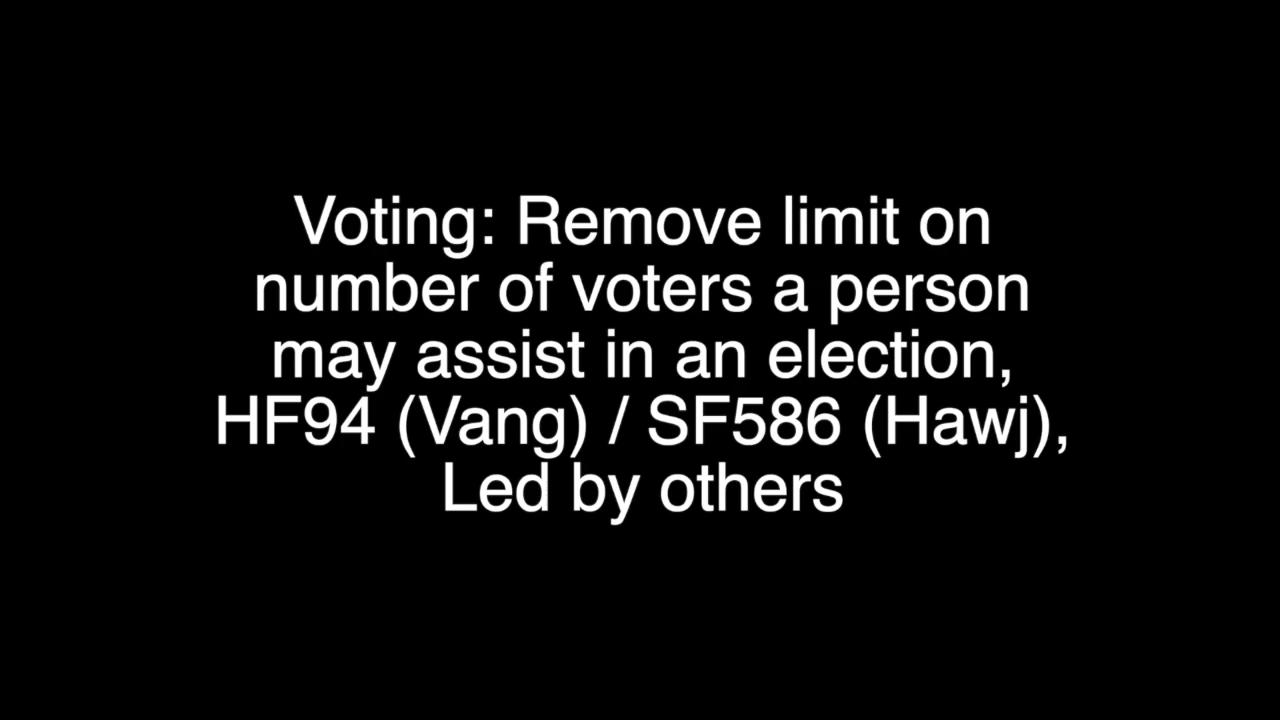 Voting: Remove limit on
number of voters a person
may assist in an election,
HF94 (Vang) / SF586 (Hawj),
Led by others